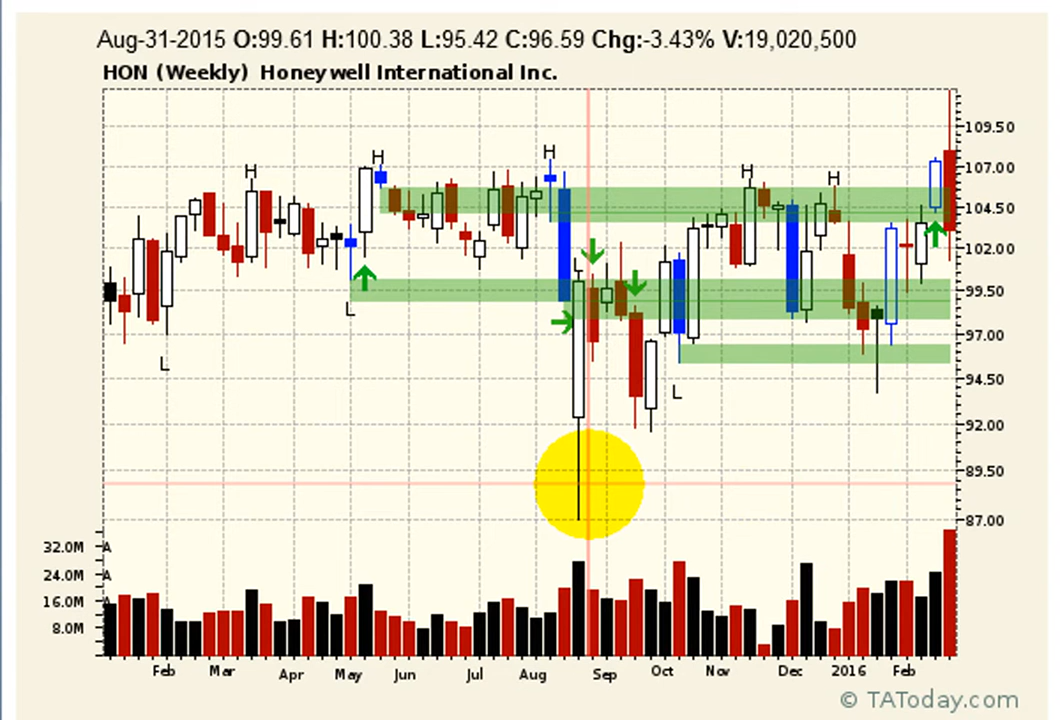 Aug-31-2015 O:99.61 H:100.38 L:95.42 C:96.59 Chg:-3.43% V:19,020,500
HON (Weekly) Honeywell International Inc.
109.50
H
H
H
H
H
107.00
104.50
102.00
L
99.50
L
97.00
L
94.50
L
92.00
89.50
87.00
32.0M
A
24.0M
A
16.0M
A
8.0M
Feb Mar Apr May Jun Jul Aug Sep Oct Nov Dec 2016 Feb
© TAToday.com